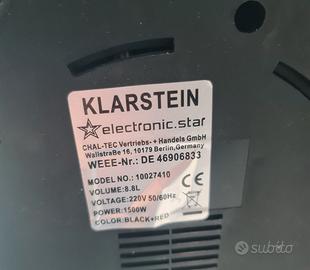 KLARSTEIN
electronic.star
CHAL-TEC Vertriebs- + Handels GmbH
WallstraBe 16, 10179 Berlin,Germany
WEEE-Nr.: DE 46906833
MODEL NO.: 10027410
VOLUME:8.8L
VOLTAGE:220V 50/60Hz
POWER:1500W
COLOR:BLACK+RED
CE
subito